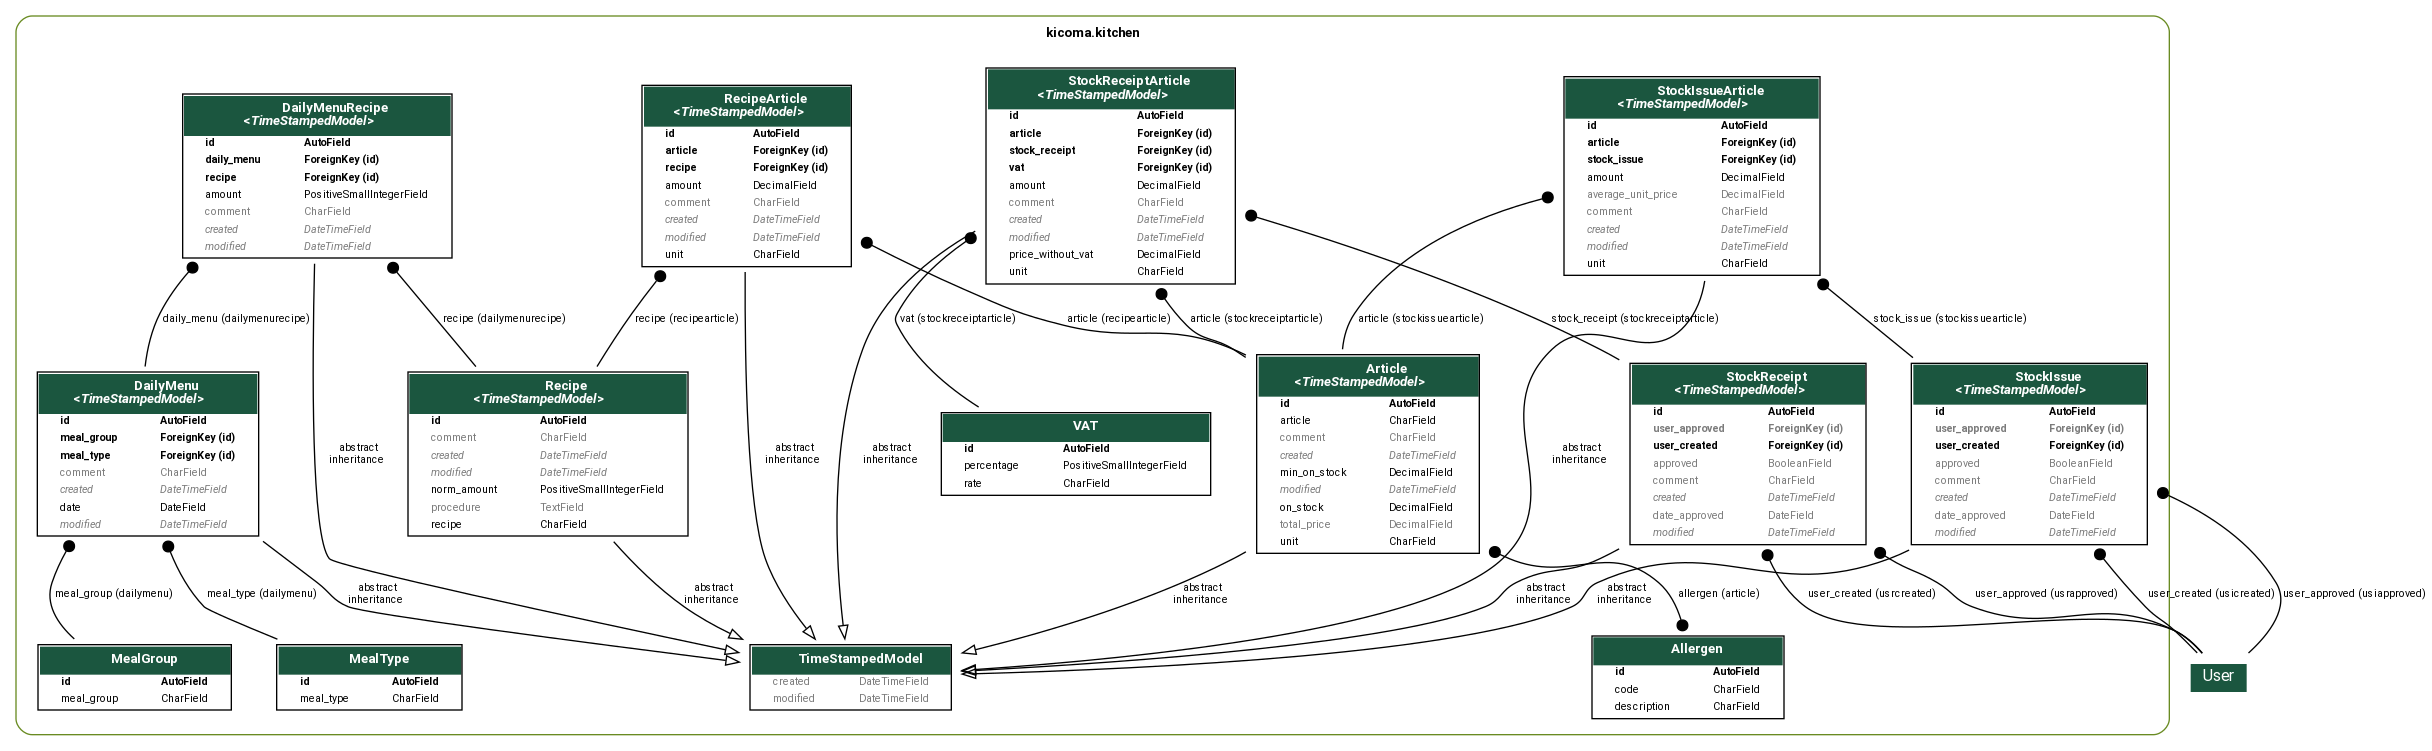 kicoma.kitchen
DailyMenuRecipe
<TimeStampedModel>
id AutoField
daily_menu ForeignKey (id)
recipe ForeignKey (id)
amount PositiveSmallIntegerField
comment CharField
created DateTimeField
modified DateTimeField
RecipeArticle
<TimeStampedModel>
id AutoField
article ForeignKey (id)
recipe ForeignKey (id)
amount DecimalField
comment CharField
created DateTimeField
modified DateTimeField
unit CharField
StockReceiptArticle
<TimeStampedModel>
id AutoField
article ForeignKey (id)
stock_receipt ForeignKey (id)
vat ForeignKey (id)
amount DecimalField
comment CharField
created DateTimeField
modified DateTimeField
price_without_vat DecimalField
unit CharField
StockIssueArticle
<TimeStampedModel>
id AutoField
article ForeignKey (id)
stock_issue ForeignKey (id)
amount DecimalField
average_unit_price DecimalField
comment CharField
created DateTimeField
modified DateTimeField
unit CharField
daily_menu (dailymenurecipe)
recipe (dailymenurecipe)
recipe (recipearticle)
vat (stockreceiptarticle)
article (recipearticle)
article (stockreceiptarticle)
article (stockissuearticle)
stock_receipt (stockreceiptarticle)
stock_issue (stockissuearticle)
DailyMenu
<TimeStampedModel>
id AutoField
meal_group ForeignKey (id)
meal_type ForeignKey (id)
comment CharField
created DateTimeField
date DateField
modified DateTimeField
abstract
inheritance
Recipe
<TimeStampedModel>
id AutoField
comment CharField
created DateTimeField
modified DateTimeField
norm_amount PositiveSmallIntegerField
procedure TextField
recipe CharField
abstract
inheritance
abstract
inheritance
VAT
id AutoField
percentage PositiveSmallIntegerField
rate CharField
Article
<TimeStampedModel>
id AutoField
article CharField
comment CharField
created DateTimeField
min_on_stock DecimalField
modified DateTimeField
on_stock DecimalField
total_price DecimalField
unit CharField
abstract
inheritance
StockReceipt
<TimeStampedModel>
id AutoField
user_approved ForeignKey (id)
user_created ForeignKey (id)
approved BooleanField
comment CharField
created DateTimeField
date_approved DateField
modified DateTimeField
StockIssue
<TimeStampedModel>
id AutoField
user_approved ForeignKey (id)
user_created ForeignKey (id)
approved BooleanField
comment CharField
created DateTimeField
date_approved DateField
modified DateTimeField
meal_group (dailymenu)
meal_type (dailymenu)
abstract
inheritance
abstract
inheritance
abstract
inheritance
abstract
inheritance
abstract
inheritance
allergen (article)
user_created (usrcreated)
user_approved (usrapproved)
user_created (usicreated)
user_approved (usiapproved)
MealGroup
id AutoField
meal_group CharField
MealType
id AutoField
meal_type CharField
TimeStampedModel
created DateTimeField
modified DateTimeField
Allergen
id AutoField
code CharField
description CharField
User